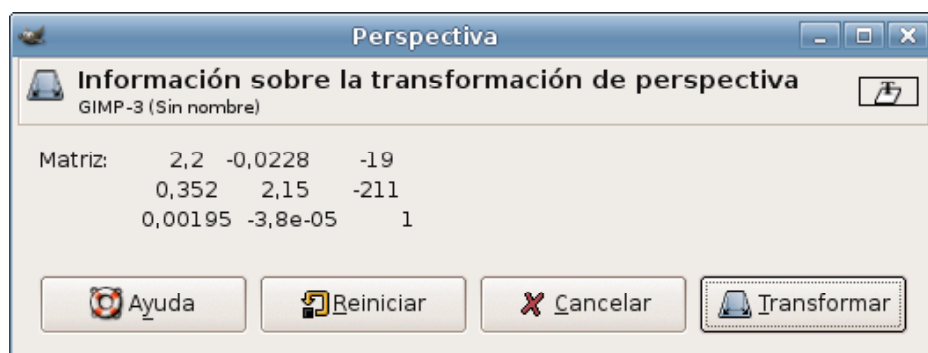 Perspectiva
Información sobre la transformación de perspectiva
GIMP-3 (Sin nombre)
Matriz: 2,2 -0,0228 -19
0,352 2,15 -211
0,00195 -3,8e-05 1
Ayuda Reiniciar Cancelar Transformar